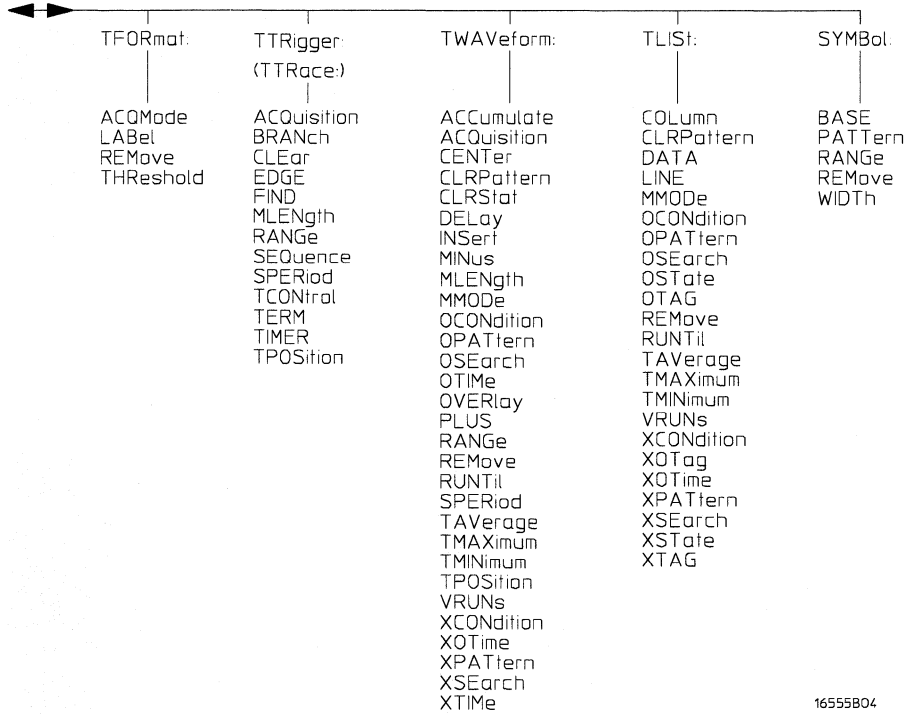 TFORmat:
ACQMode
LABel
REMove
THReshold
TTRigger:
(TTRace:)
ACQuisition
BRANch
CLEar
EDGE
FIND
MLENgth
RANGe
SEQuence
SPERiod
TCONtrol
TERM
TIMER
TPOSition
TWAVeform:
ACCumulate
ACQuisition
CENTer
CLRPattern
CLRStat
DELay
INSert
MINus
MLENgth
MMODe
OCONdition
OPATtern
OSEarch
OTIMe
OVERlay
PLUS
RANGe
REMove
RUNTil
SPERiod
TAVerage
TMAXimum
TMINimum
TPOSition
VRUNs
XCONdition
XOTime
XPATtern
XSEarch
XTIMe
TLISt:
COLumn
CLRPattern
DATA
LINE
MMODe
OCONdition
OPATtern
OSEarch
OSTate
OTAG
REMove
RUNTil
TAVerage
TMAXimum
TMINimum
VRUNs
XCONdition
XOTag
XOTime
XPATtern
XSEarch
XSTate
XTAG
SYMBol:
BASE
PATTern
RANGe
REMove
WIDTh
16555B04